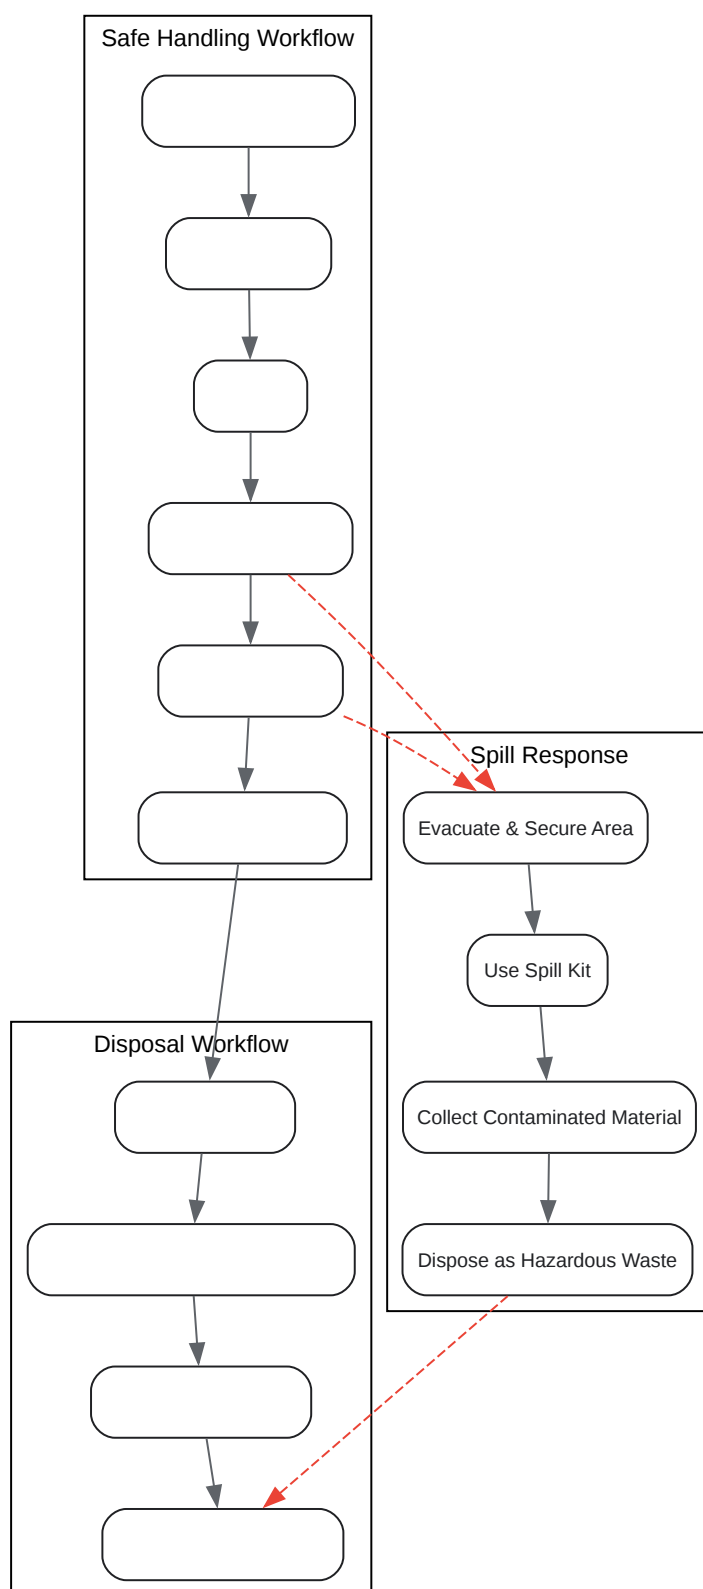 Safe Handling Workflow
Spill Response
Evacuate & Secure Area
Use Spill Kit
Disposal Workflow
Collect Contaminated Material
Dispose as Hazardous Waste